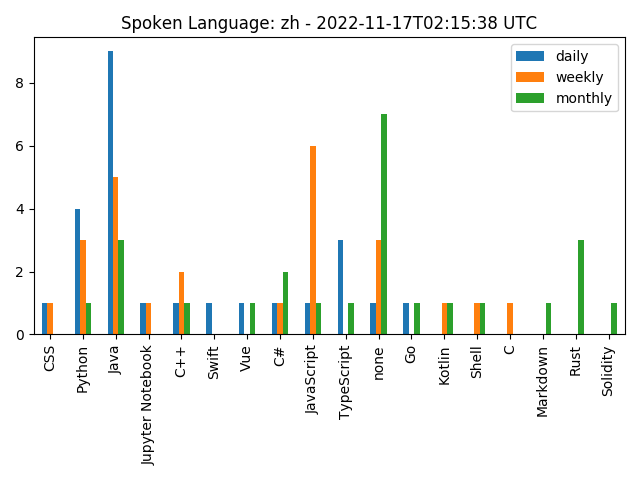 Spoken Language: zh - 2022-11-17T02:15:38 UTC
daily
weekly
monthly
8
6
4
2
0
CSS
Python
Java
Jupyter Notebook
C++
Swift
Vue
C#
JavaScript
TypeScript
none
Go
Kotlin
Shell
C
Markdown
Rust
Solidity